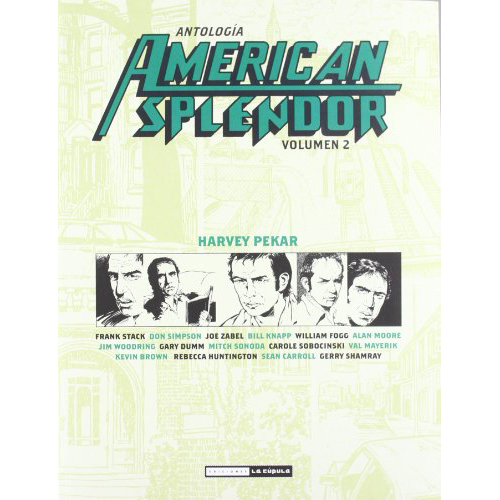 ANTOLOGÍA
AMERICAN
SPLENDOR
VOLUMEN 2
HARVEY PEKAR
FRANK STACK DON SIMPSON JOE ZABEL BILL KNAPP WILLIAM FOGG ALAN MOORE
JIM WOODRING GARY DUMM MITCH SONODA CAROLE SOBOCINSKI VAL MAYERIK
KEVIN BROWN REBECCA HUNTINGTON SEAN CARROLL GERRY SHAMRAY
EDICIONES LA CÚPULA